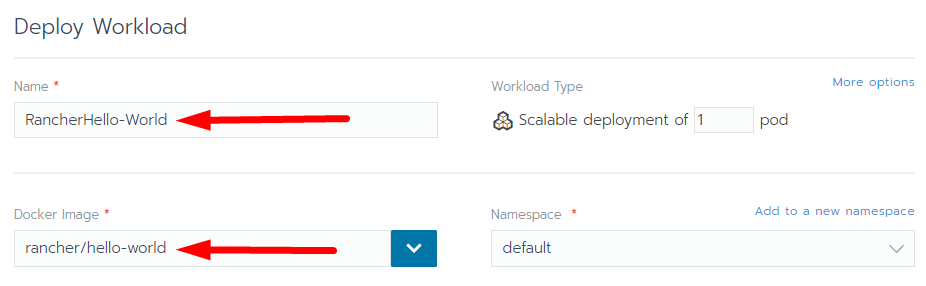 Deploy Workload
Name *
RancherHello-World
Workload Type
More options
Scalable deployment of 1 pod
Docker Image *
rancher/hello-world
Namespace *
Add to a new namespace
default